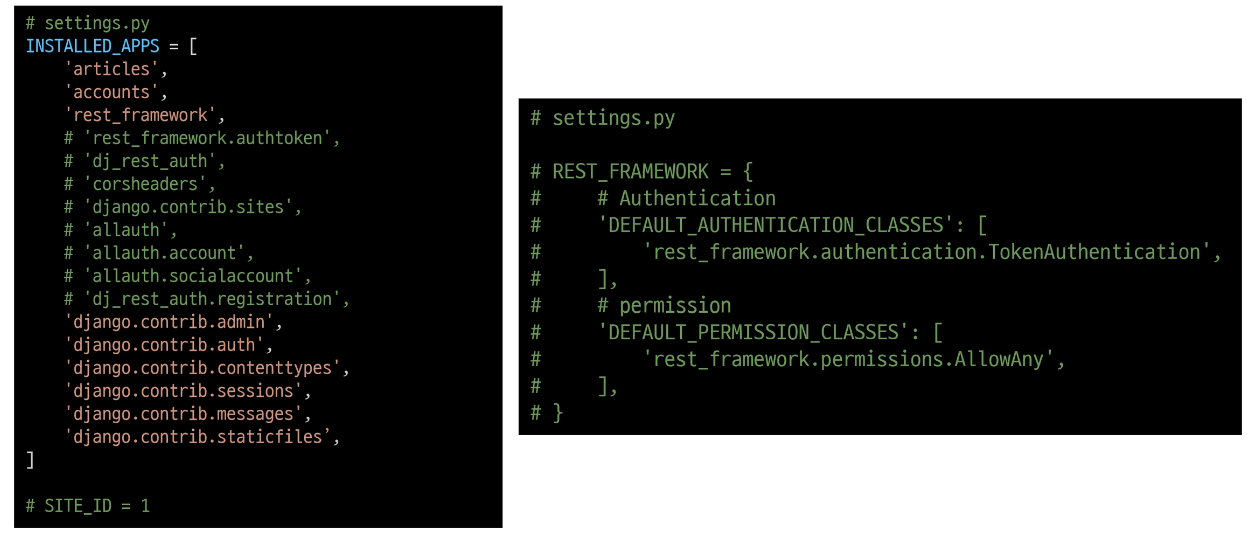 # settings.py
INSTALLED_APPS = [
    'articles',
    'accounts',
    'rest_framework',
    # 'rest_framework.authtoken',
    # 'dj_rest_auth',
    # 'corsheaders',
    # 'django.contrib.sites',
    # 'allauth',
    # 'allauth.account',
    # 'allauth.socialaccount',
    # 'dj_rest_auth.registration',
    'django.contrib.admin',
    'django.contrib.auth',
    'django.contrib.contenttypes',
    'django.contrib.sessions',
    'django.contrib.messages',
    'django.contrib.staticfiles’,
]
# SITE_ID = 1
# settings.py
# REST_FRAMEWORK = {
#     # Authentication
#     'DEFAULT_AUTHENTICATION_CLASSES': [
#         'rest_framework.authentication.TokenAuthentication',
#     ],
#     # permission
#     'DEFAULT_PERMISSION_CLASSES': [
#         'rest_framework.permissions.AllowAny',
#     ],
# }